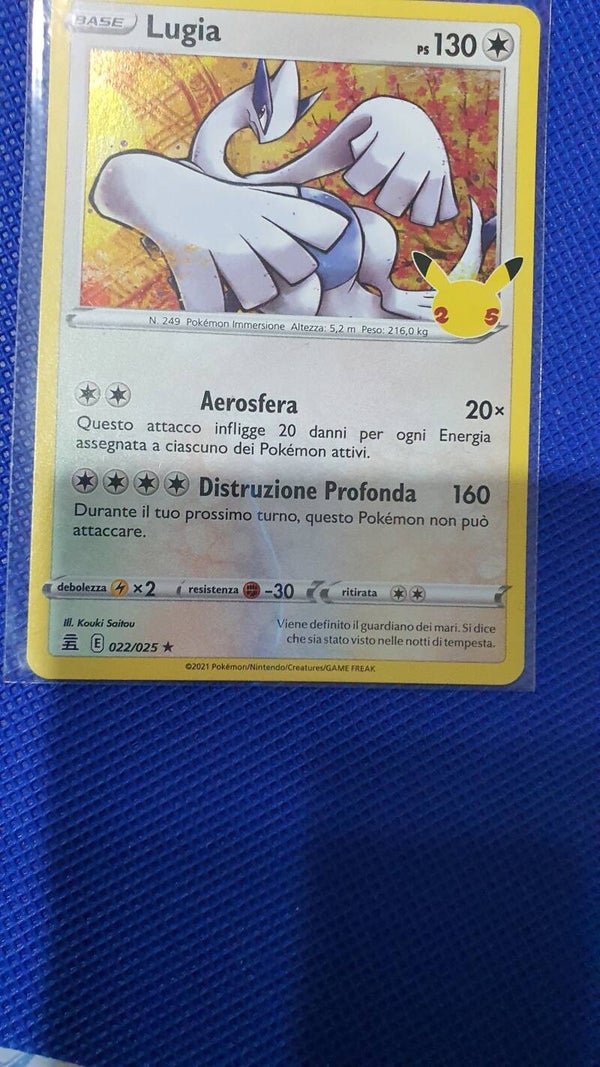 BASE Lugia PS 130
25
N. 249 Pokémon Immersione Altezza: 5,2 m Peso: 216,0 kg
Aerosfera 20×
Questo attacco infligge 20 danni per ogni Energia
assegnata a ciascuno dei Pokémon attivi.
Distruzione Profonda 160
Durante il tuo prossimo turno, questo Pokémon non può
attaccare.
debolezza ×2 resistenza -30 ritirata
Ill. Kouki Saitou
E 022/025 ★
Viene definito il guardiano dei mari. Si dice
che sia stato visto nelle notti di tempesta.
©2021 Pokémon/Nintendo/Creatures/GAME FREAK